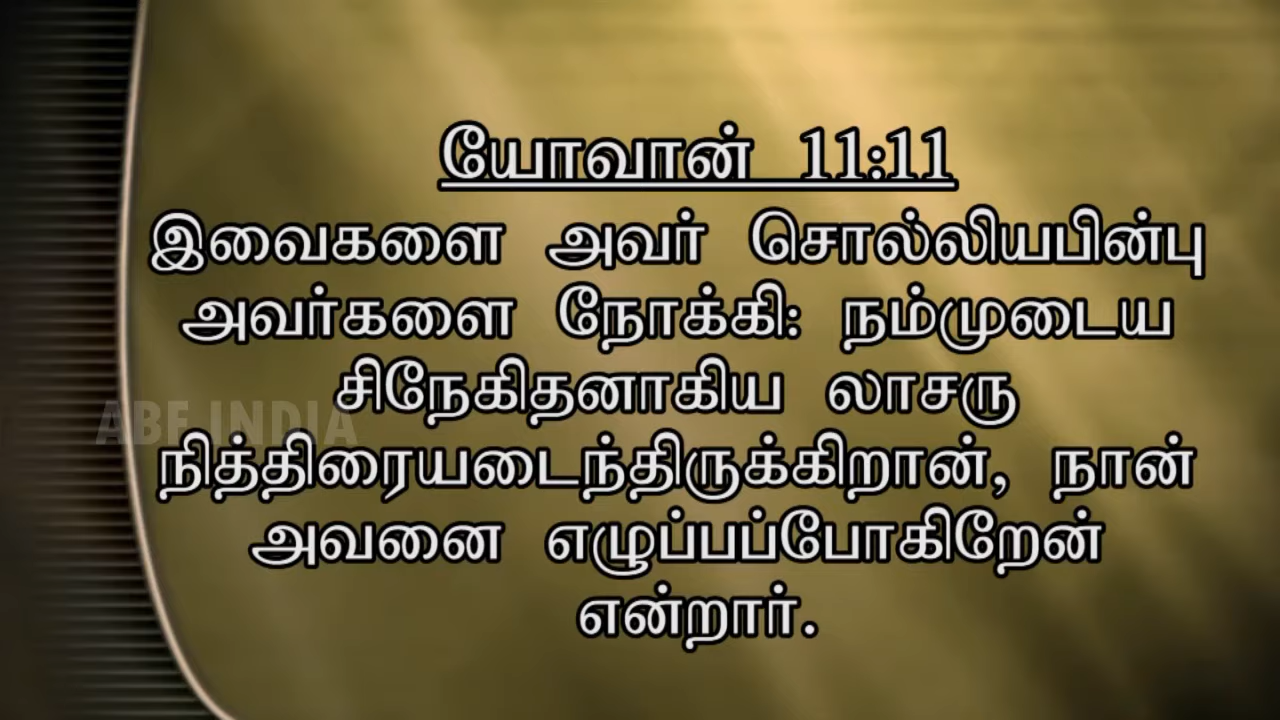 யோவான் 11:11
இவைகளை அவர் சொல்லியபின்பு
அவர்களை நோக்கி: நம்முடைய
சிநேகிதனாகிய லாசரு
ABF INDIA
நித்திரையடைந்திருக்கிறான், நான்
அவனை எழுப்பப்போகிறேன்
என்றார்.